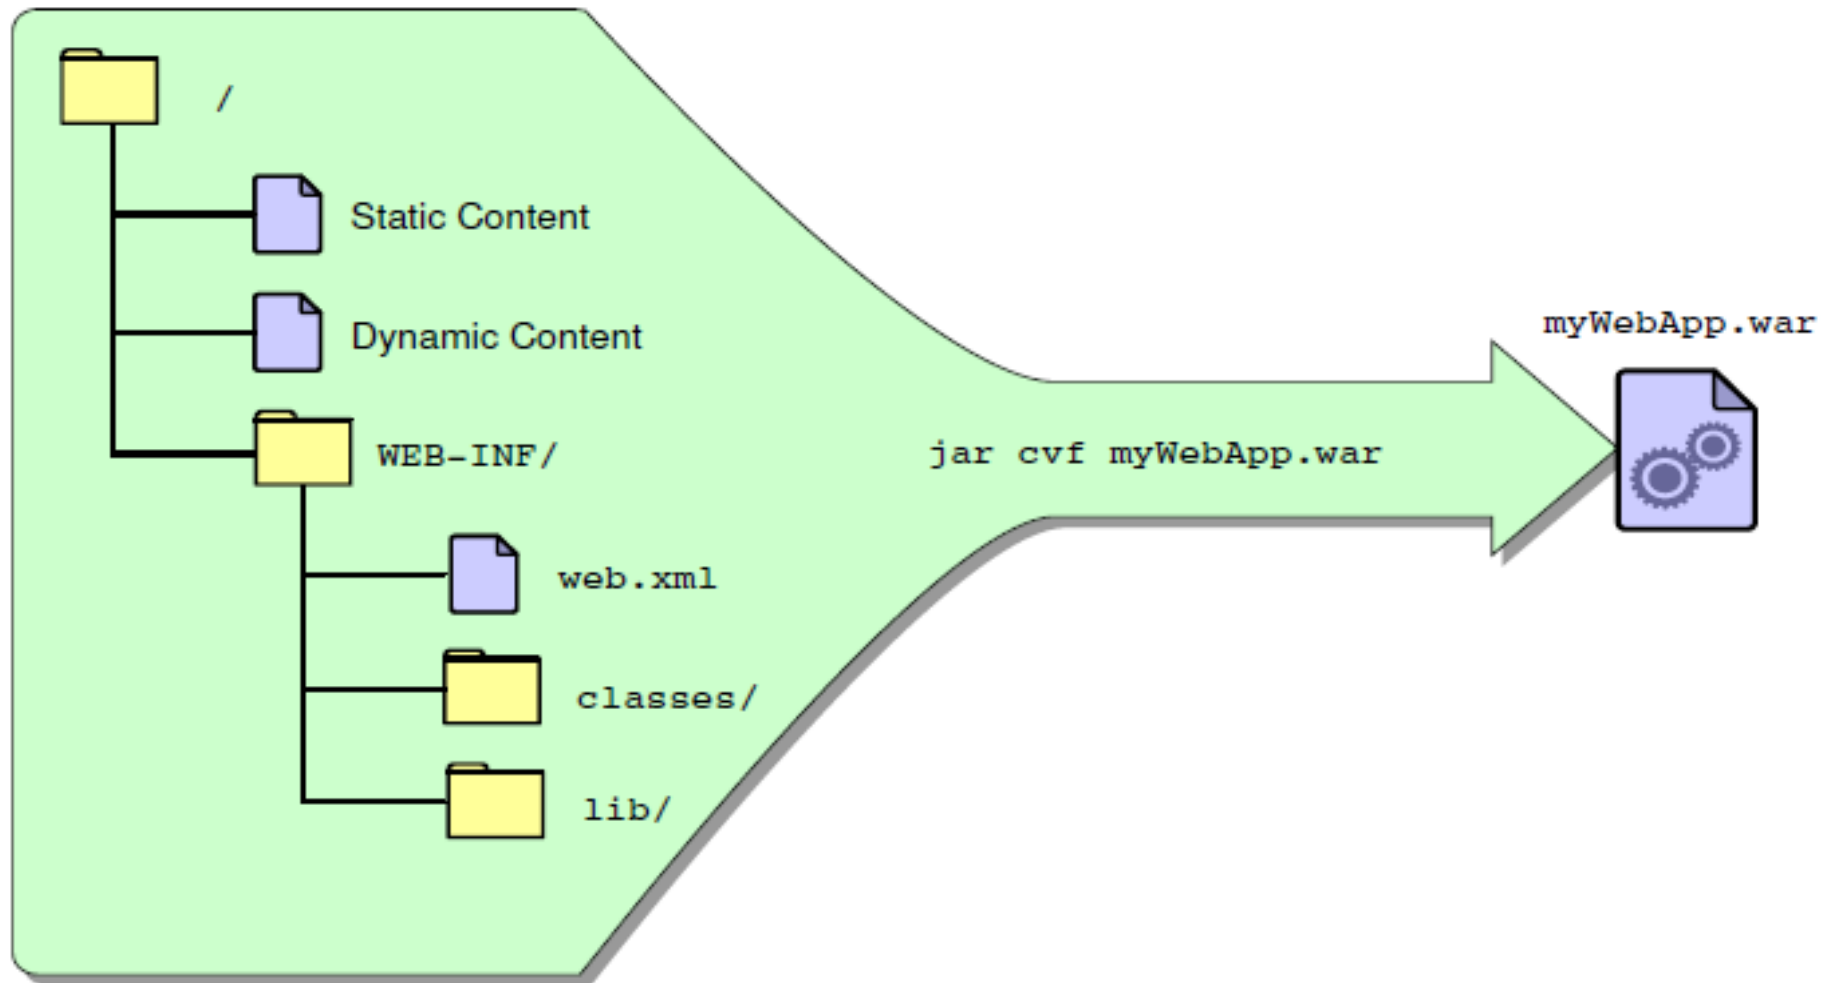 /
Static Content
Dynamic Content
WEB-INF/
web.xml
classes/
lib/
jar cvf myWebApp.war
myWebApp.war